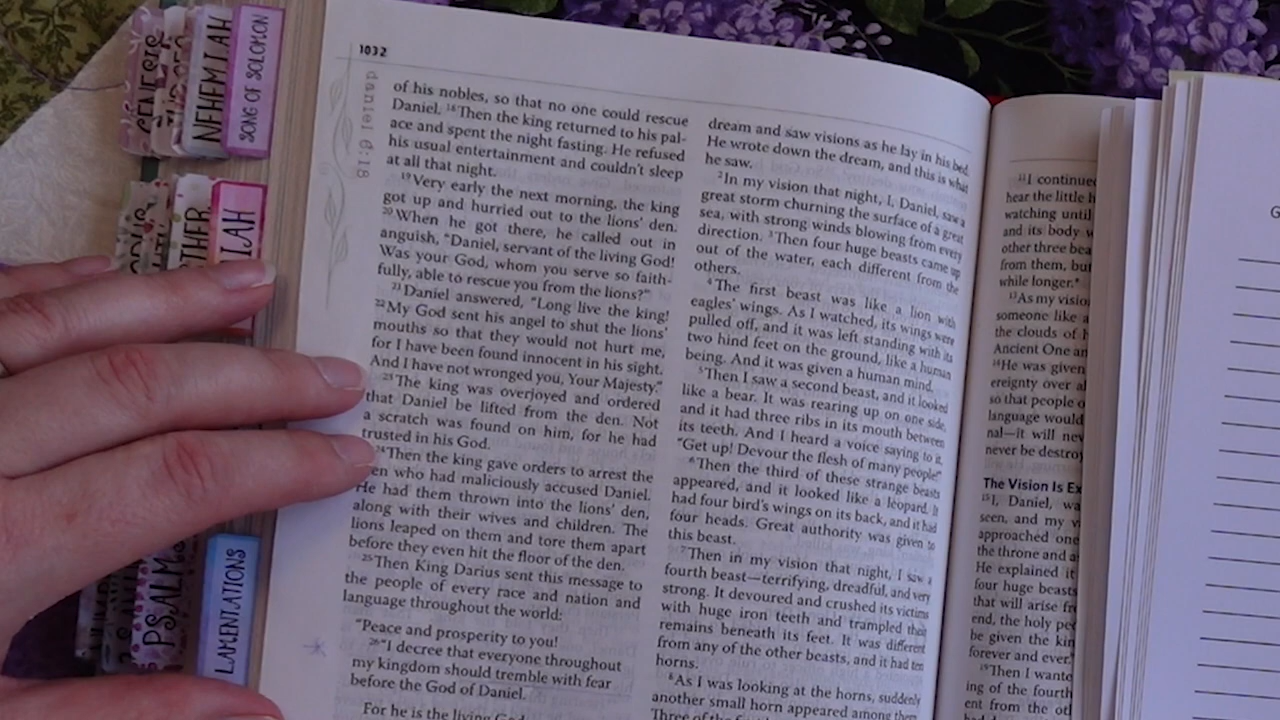 GENESIS
NEHEMIAH
SONG OF SOLOMON
PSALM
LAMENTATIONS
1032
daniel 6:18
of his nobles, so that no one could rescue
Daniel. 18Then the king returned to his pal-
ace and spent the night fasting. He refused
his usual entertainment and couldn't sleep
at all that night.
19Very early the next morning, the king
got up and hurried out to the lions' den.
20When he got there, he called out in
anguish, "Daniel, servant of the living God!
Was your God, whom you serve so faith-
fully, able to rescue you from the lions?"
21Daniel answered, "Long live the king!
22My God sent his angel to shut the lions'
mouths so that they would not hurt me,
for I have been found innocent in his sight.
And I have not wronged you, Your Majesty."
23The king was overjoyed and ordered
that Daniel be lifted from the den. Not
a scratch was found on him, for he had
trusted in his God.
24Then the king gave orders to arrest the
en who had maliciously accused Daniel.
He had them thrown into the lions' den,
along with their wives and children. The
lions leaped on them and tore them apart
before they even hit the floor of the den.
25Then King Darius sent this message to
the people of every race and nation and
language throughout the world:
"Peace and prosperity to you!
26"I decree that everyone throughout
my kingdom should tremble with fear
before the God of Daniel.
For he is the living God
dream and saw visions as he lay in his bed.
He wrote down the dream, and this is what
he saw.
2In my vision that night, I, Daniel, saw a
great storm churning the surface of a great
sea, with strong winds blowing from every
direction. 3Then four huge beasts came up
out of the water, each different from the
others.
4The first beast was like a lion with
eagles' wings. As I watched, its wings were
pulled off, and it was left standing with its
two hind feet on the ground, like a human
being. And it was given a human mind.
5Then I saw a second beast, and it looked
like a bear. It was rearing up on one side,
and it had three ribs in its mouth between
its teeth. And I heard a voice saying to it,
"Get up! Devour the flesh of many people!"
6Then the third of these strange beasts
appeared, and it looked like a leopard. It
had four bird's wings on its back, and it had
four heads. Great authority was given to
this beast.
7Then in my vision that night, I saw a
fourth beast—terrifying, dreadful, and very
strong. It devoured and crushed its victims
with huge iron teeth and trampled their
remains beneath its feet. It was different
from any of the other beasts, and it had ten
horns.
8As I was looking at the horns, suddenly
another small horn appeared among them.
Three of the
11I continued
hear the little h
watching until
and its body w
other three bea
from them, but
while longer.*
13As my visio
someone like a
the clouds of h
Ancient One an
14He was given
ereignty over al
so that people o
language would
nal—it will nev
never be destroy
The Vision Is Ex
15I, Daniel, wa
seen, and my v
approached one
the throne and a
He explained it
four huge beasts
that will arise fr
end, the holy peo
be given the kin
forever and ever."
19Then I wante
ing of the fourth
ent from the oth